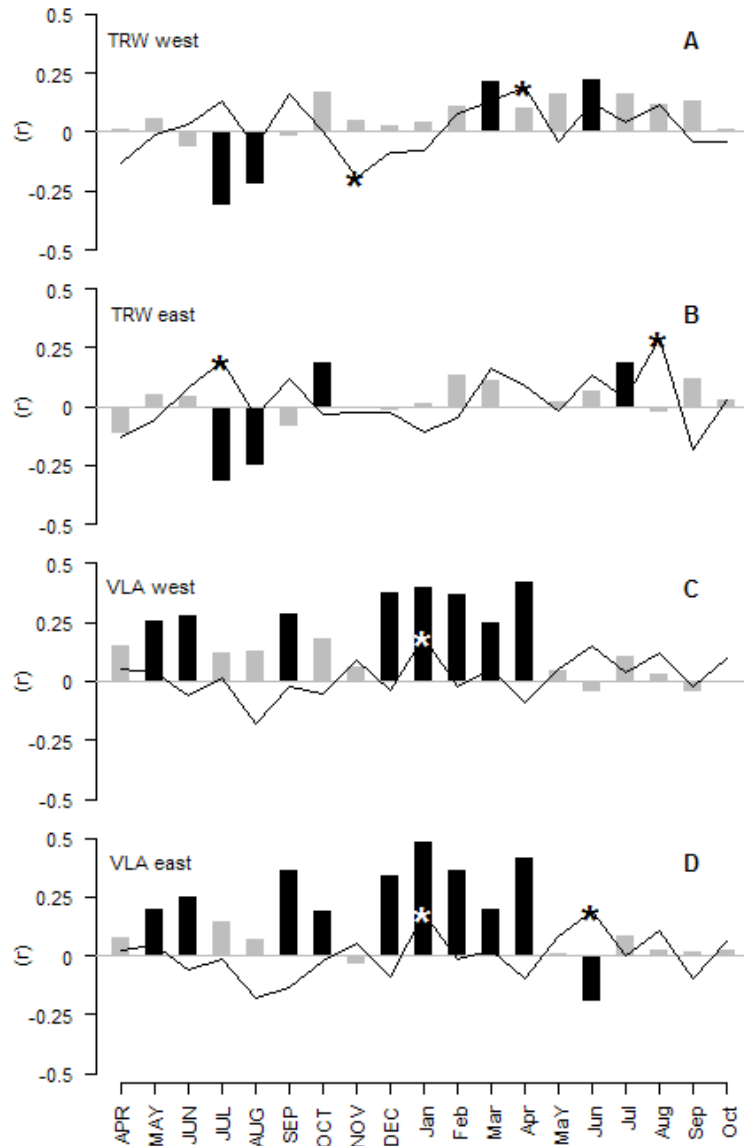 0.5
TRW west
A
0.25
(r)
0
-0.25
-0.5
0.5
TRW east
B
0.25
(r)
0
-0.25
-0.5
0.5
VLA west
C
0.25
(r)
0
-0.25
-0.5
0.5
VLA east
D
0.25
(r)
0
-0.25
-0.5
APR
MAY
JUN
JUL
AUG
SEP
OCT
NOV
DEC
Jan
Feb
Mar
Apr
MaY
Jun
Jul
Aug
Sep
Oct